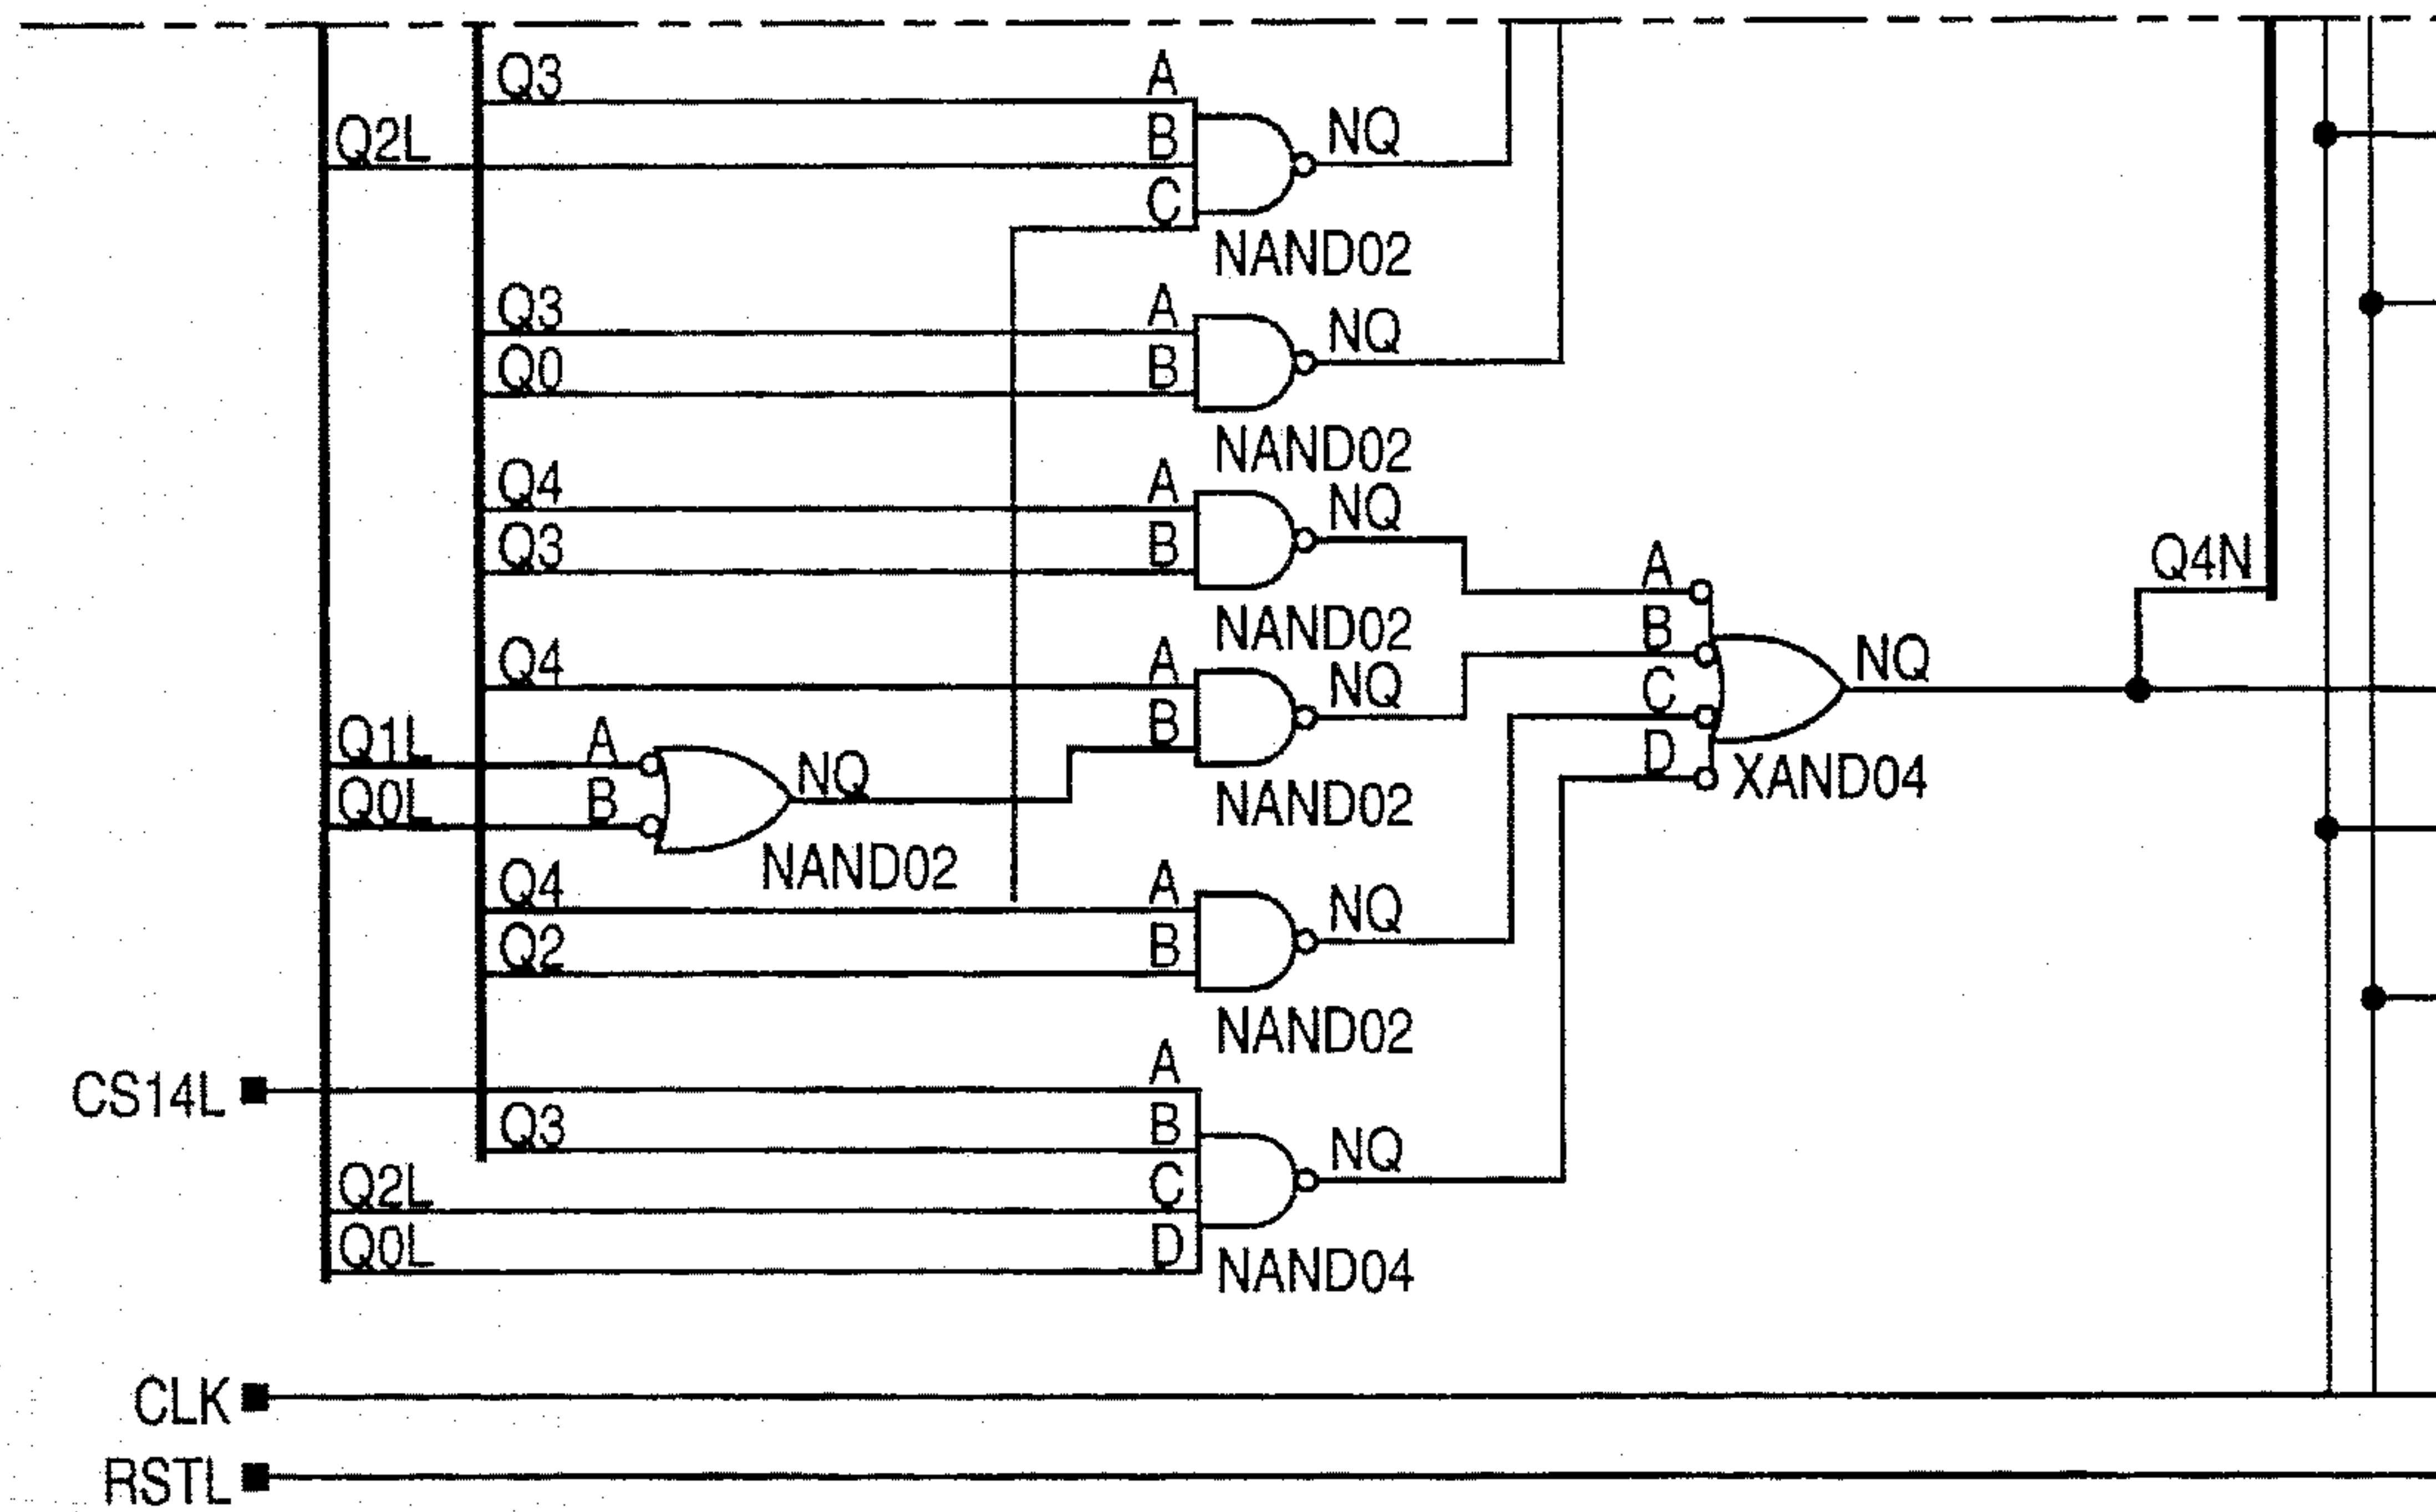 Q3 A
Q2L B NQ
C
NAND02
Q3 A NQ
Q0 B
NAND02
Q4 A NQ
Q3 B
NAND02
A
B
C
D
NQ
XAND04
Q4N
Q4 A NQ
B
NAND02
Q1L A
Q0L B
NQ
NAND02
Q4 A NQ
Q2 B
NAND02
CS14L A
Q3 B NQ
Q2L C
Q0L D
NAND04
CLK
RSTL